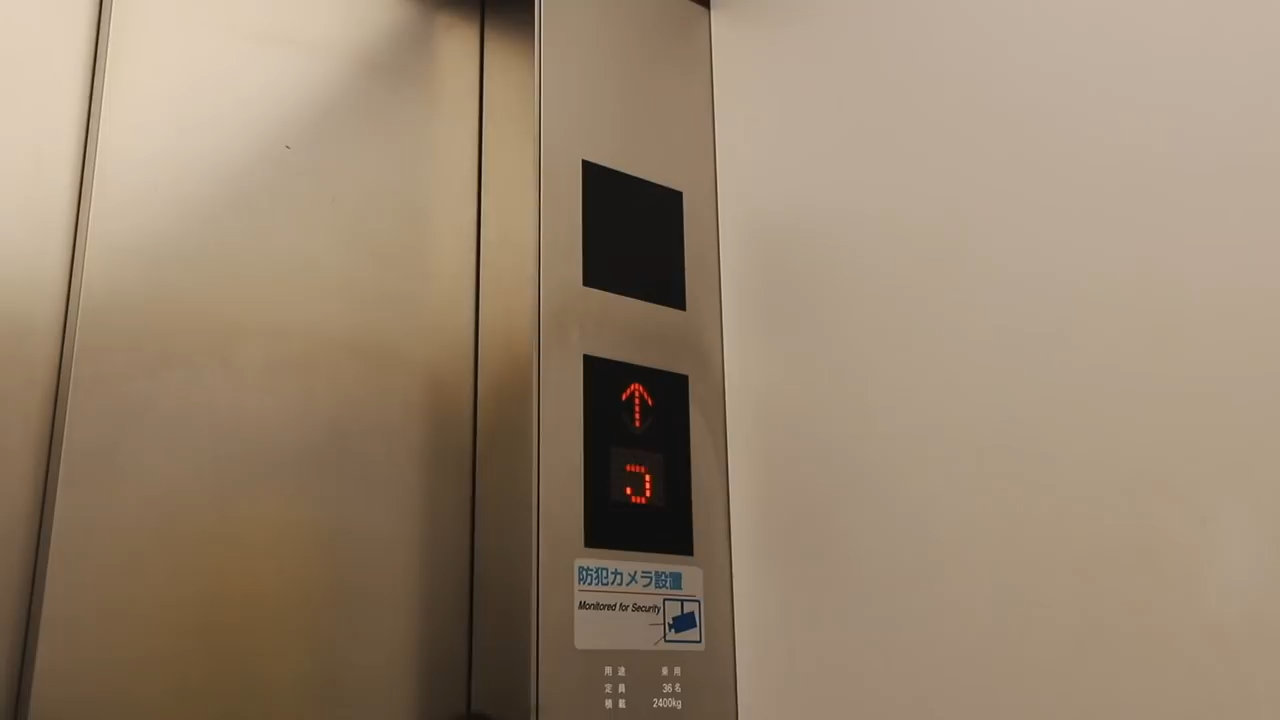 防犯カメラ設置
Monitored for Security
用途 乗用
定員 36名
積載 2400kg